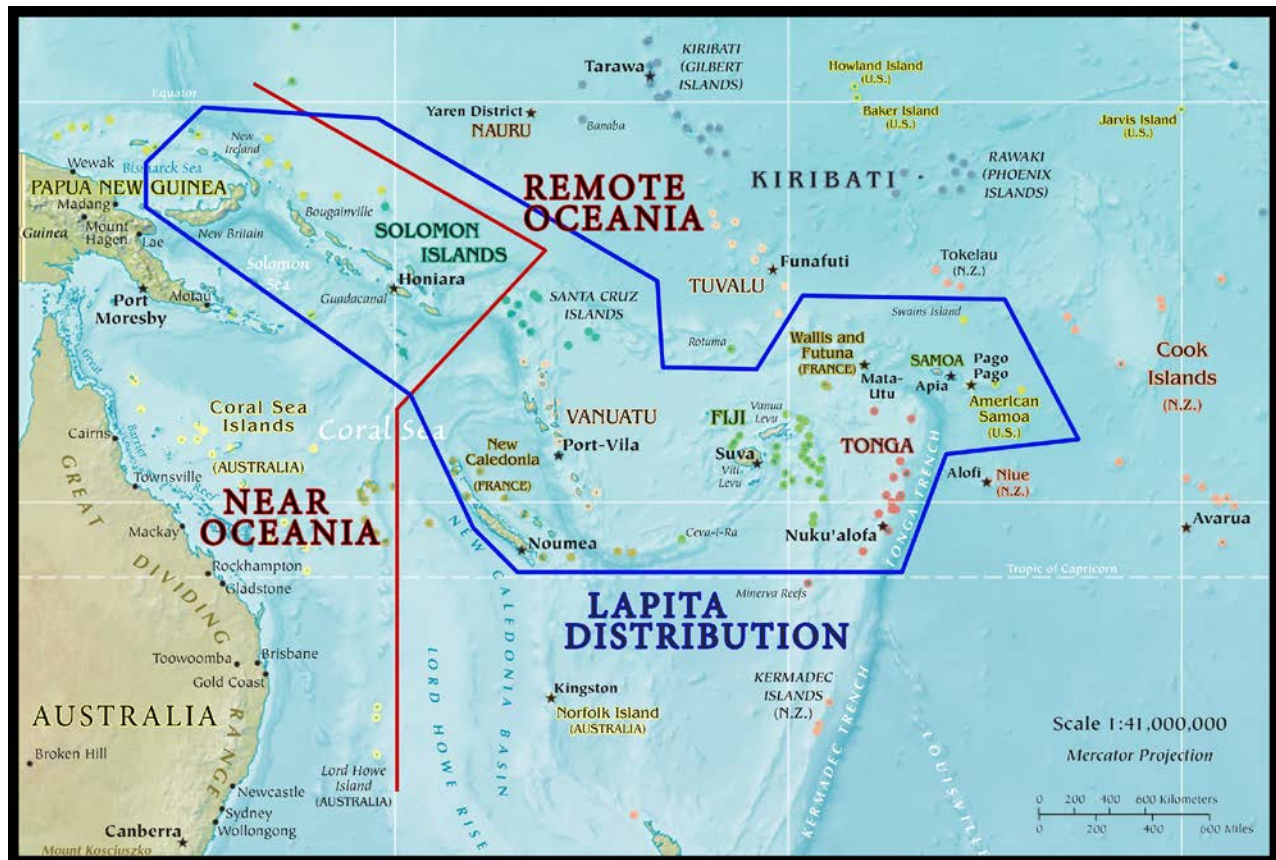 KIRIBATI
(GILBERT
ISLANDS)
Tarawa
Howland Island
(U.S.)
Equator
Yaren District
NAURU
Banaba
Baker Island
(U.S.)
Jarvis Island
(U.S.)
New
Ireland
Wewak
Bismarck Sea
PAPUA NEW GUINEA
Madang
Guinea
Mount
Hagen
Lae
New Britain
Bougainville
REMOTE
OCEANIA
KIRIBATI
RAWAKI
(PHOENIX
ISLANDS)
SOLOMON
ISLANDS
Solomon
Sea
Honiara
Guadacanal
Port
Moresby
Alotau
SANTA CRUZ
ISLANDS
TUVALU
Funafuti
Tokelau
(N.Z.)
Swains Island
Rotuma
Wallis and
Futuna
(FRANCE)
Mata-
Utu
SAMOA
Apia
Pago
Pago
American
Samoa
(U.S.)
Cook
Islands
(N.Z.)
Great
Barrier
Reef
Coral Sea
Islands
(AUSTRALIA)
Coral Sea
Cairns
Townsville
VANUATU
Port-Vila
New
Caledonia
(FRANCE)
FIJI
Vanua
Levu
Suva
Viti
Levu
TONGA
Alofi
Niue
(N.Z.)
NEAR
OCEANIA
Mackay
Noumea
Ceva-i-Ra
Nuku'alofa
TONGA TRENCH
Avarua
Rockhampton
Gladstone
Tropic of Capricorn
Minerva Reefs
LAPITA
DISTRIBUTION
GREAT
DIVIDING
RANGE
NEW CALEDONIA BASIN
LORD HOWE RISE
Toowoomba
Brisbane
Gold Coast
Kingston
Norfolk Island
(AUSTRALIA)
KERMADEC
ISLANDS
(N.Z.)
KERMADEC TRENCH
LOUISVILLE
AUSTRALIA
Broken Hill
Lord Howe
Island
(AUSTRALIA)
Newcastle
Sydney
Wollongong
Canberra
Mount Kosciuszko
Scale 1:41,000,000
Mercator Projection
0 200 400 600 Kilometers
0 200 400 600 Miles